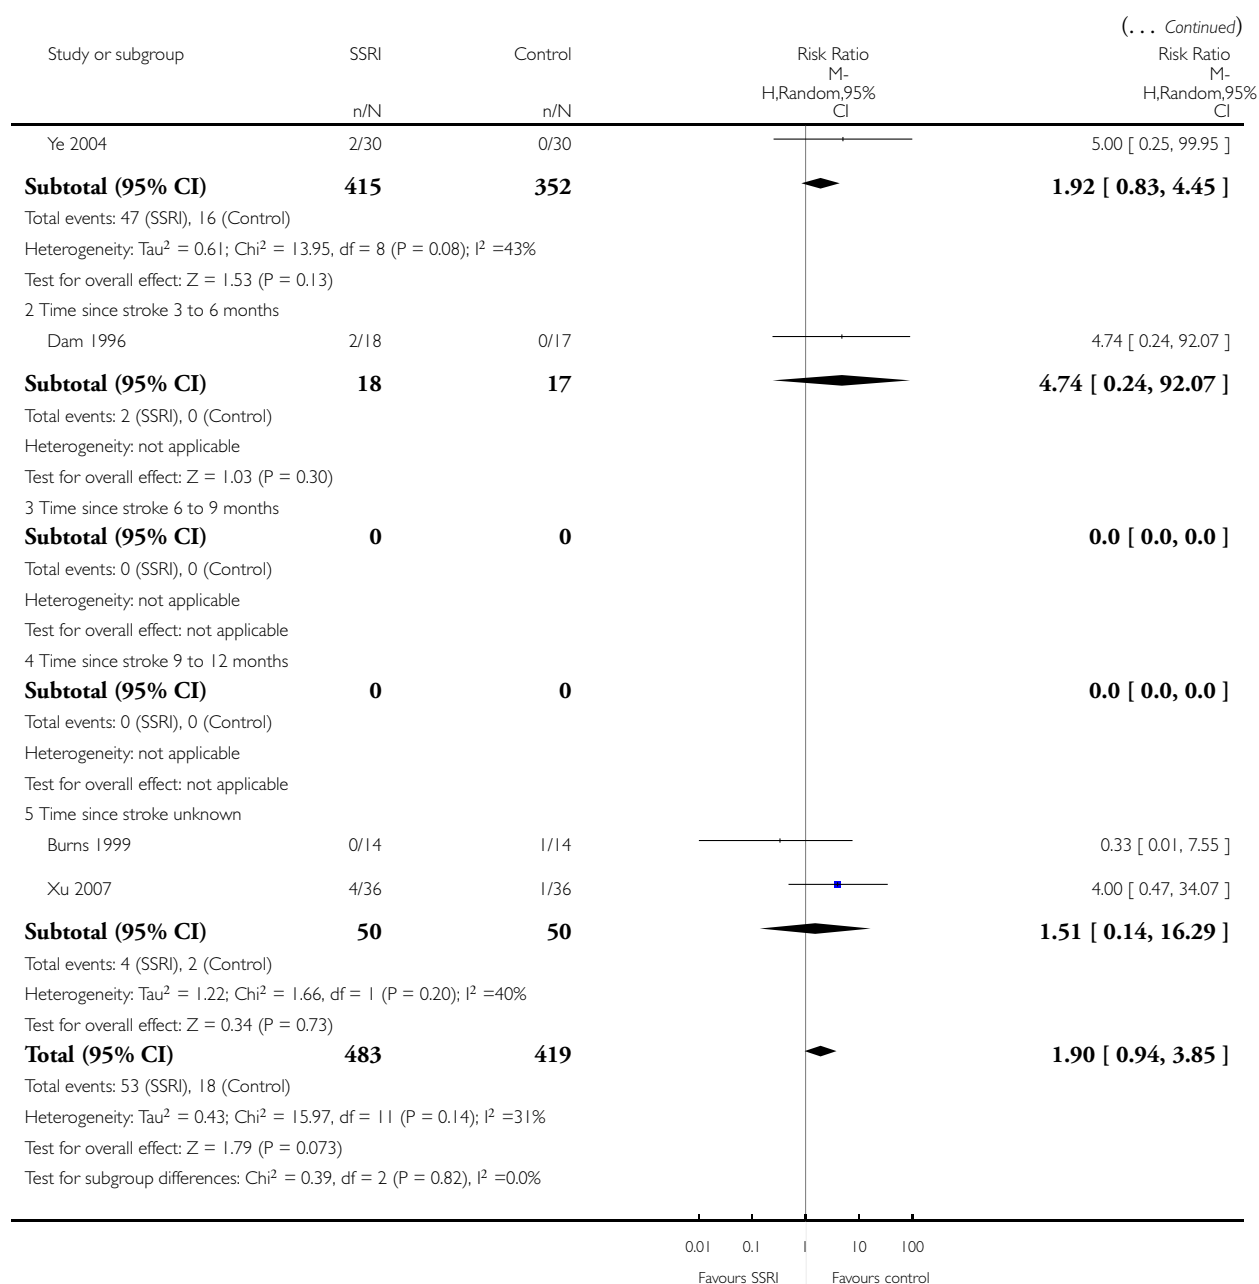 (... Continued)
Study or subgroup SSRI Control Risk Ratio Risk Ratio
M- M-
H,Random,95% H,Random,95%
n/N n/N CI CI
Ye 2004 2/30 0/30 5.00 [ 0.25, 99.95 ]
Subtotal (95% CI) 415 352 1.92 [ 0.83, 4.45 ]
Total events: 47 (SSRI), 16 (Control)
Heterogeneity: Tau² = 0.61; Chi² = 13.95, df = 8 (P = 0.08); I² =43%
Test for overall effect: Z = 1.53 (P = 0.13)
2 Time since stroke 3 to 6 months
Dam 1996 2/18 0/17 4.74 [ 0.24, 92.07 ]
Subtotal (95% CI) 18 17 4.74 [ 0.24, 92.07 ]
Total events: 2 (SSRI), 0 (Control)
Heterogeneity: not applicable
Test for overall effect: Z = 1.03 (P = 0.30)
3 Time since stroke 6 to 9 months
Subtotal (95% CI) 0 0 0.0 [ 0.0, 0.0 ]
Total events: 0 (SSRI), 0 (Control)
Heterogeneity: not applicable
Test for overall effect: not applicable
4 Time since stroke 9 to 12 months
Subtotal (95% CI) 0 0 0.0 [ 0.0, 0.0 ]
Total events: 0 (SSRI), 0 (Control)
Heterogeneity: not applicable
Test for overall effect: not applicable
5 Time since stroke unknown
Burns 1999 0/14 1/14 0.33 [ 0.01, 7.55 ]
Xu 2007 4/36 1/36 4.00 [ 0.47, 34.07 ]
Subtotal (95% CI) 50 50 1.51 [ 0.14, 16.29 ]
Total events: 4 (SSRI), 2 (Control)
Heterogeneity: Tau² = 1.22; Chi² = 1.66, df = 1 (P = 0.20); I² =40%
Test for overall effect: Z = 0.34 (P = 0.73)
Total (95% CI) 483 419 1.90 [ 0.94, 3.85 ]
Total events: 53 (SSRI), 18 (Control)
Heterogeneity: Tau² = 0.43; Chi² = 15.97, df = 11 (P = 0.14); I² =31%
Test for overall effect: Z = 1.79 (P = 0.073)
Test for subgroup differences: Chi² = 0.39, df = 2 (P = 0.82), I² =0.0%
0.01 0.1 1 10 100
Favours SSRI Favours control